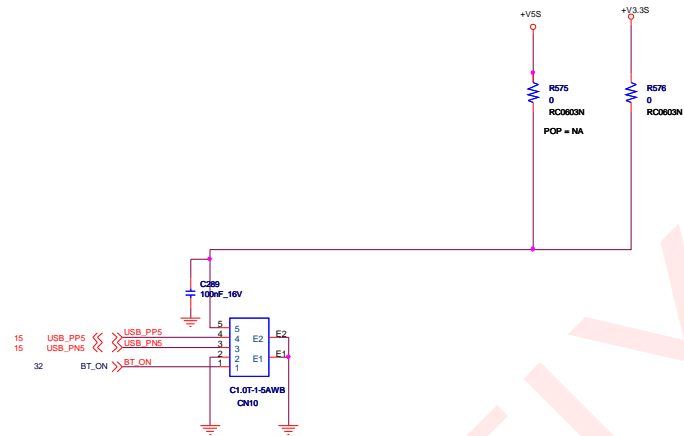 +V5S
+V3.3S
R575
0
RC0603N
POP = NA
R576
0
RC0603N
C289
100nF_16V
15 USB_PP5 USB_PP5
15 USB_PN5 USB_PN5
32 BT_ON BT_ON
5 5
4 4
3 3
2 2
1 1
E2 E2
E1 E1
C1.0T-1-5AWB
CN10